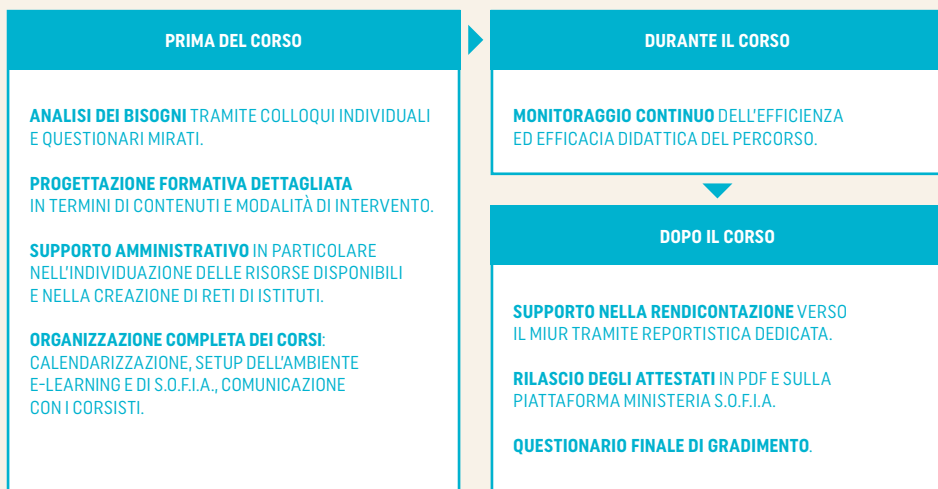 PRIMA DEL CORSO
ANALISI DEI BISOGNI TRAMITE COLLOQUI INDIVIDUALI
E QUESTIONARI MIRATI.
PROGETTAZIONE FORMATIVA DETTAGLIATA
IN TERMINI DI CONTENUTI E MODALITÀ DI INTERVENTO.
SUPPORTO AMMINISTRATIVO IN PARTICOLARE
NELL'INDIVIDUAZIONE DELLE RISORSE DISPONIBILI
E NELLA CREAZIONE DI RETI DI ISTITUTI.
ORGANIZZAZIONE COMPLETA DEI CORSI:
CALENDARIZZAZIONE, SETUP DELL'AMBIENTE
E-LEARNING E DI S.O.F.I.A., COMUNICAZIONE
CON I CORSISTI.
DURANTE IL CORSO
MONITORAGGIO CONTINUO DELL'EFFICIENZA
ED EFFICACIA DIDATTICA DEL PERCORSO.
DOPO IL CORSO
SUPPORTO NELLA RENDICONTAZIONE VERSO
IL MIUR TRAMITE REPORTISTICA DEDICATA.
RILASCIO DEGLI ATTESTATI IN PDF E SULLA
PIATTAFORMA MINISTERIA S.O.F.I.A.
QUESTIONARIO FINALE DI GRADIMENTO.